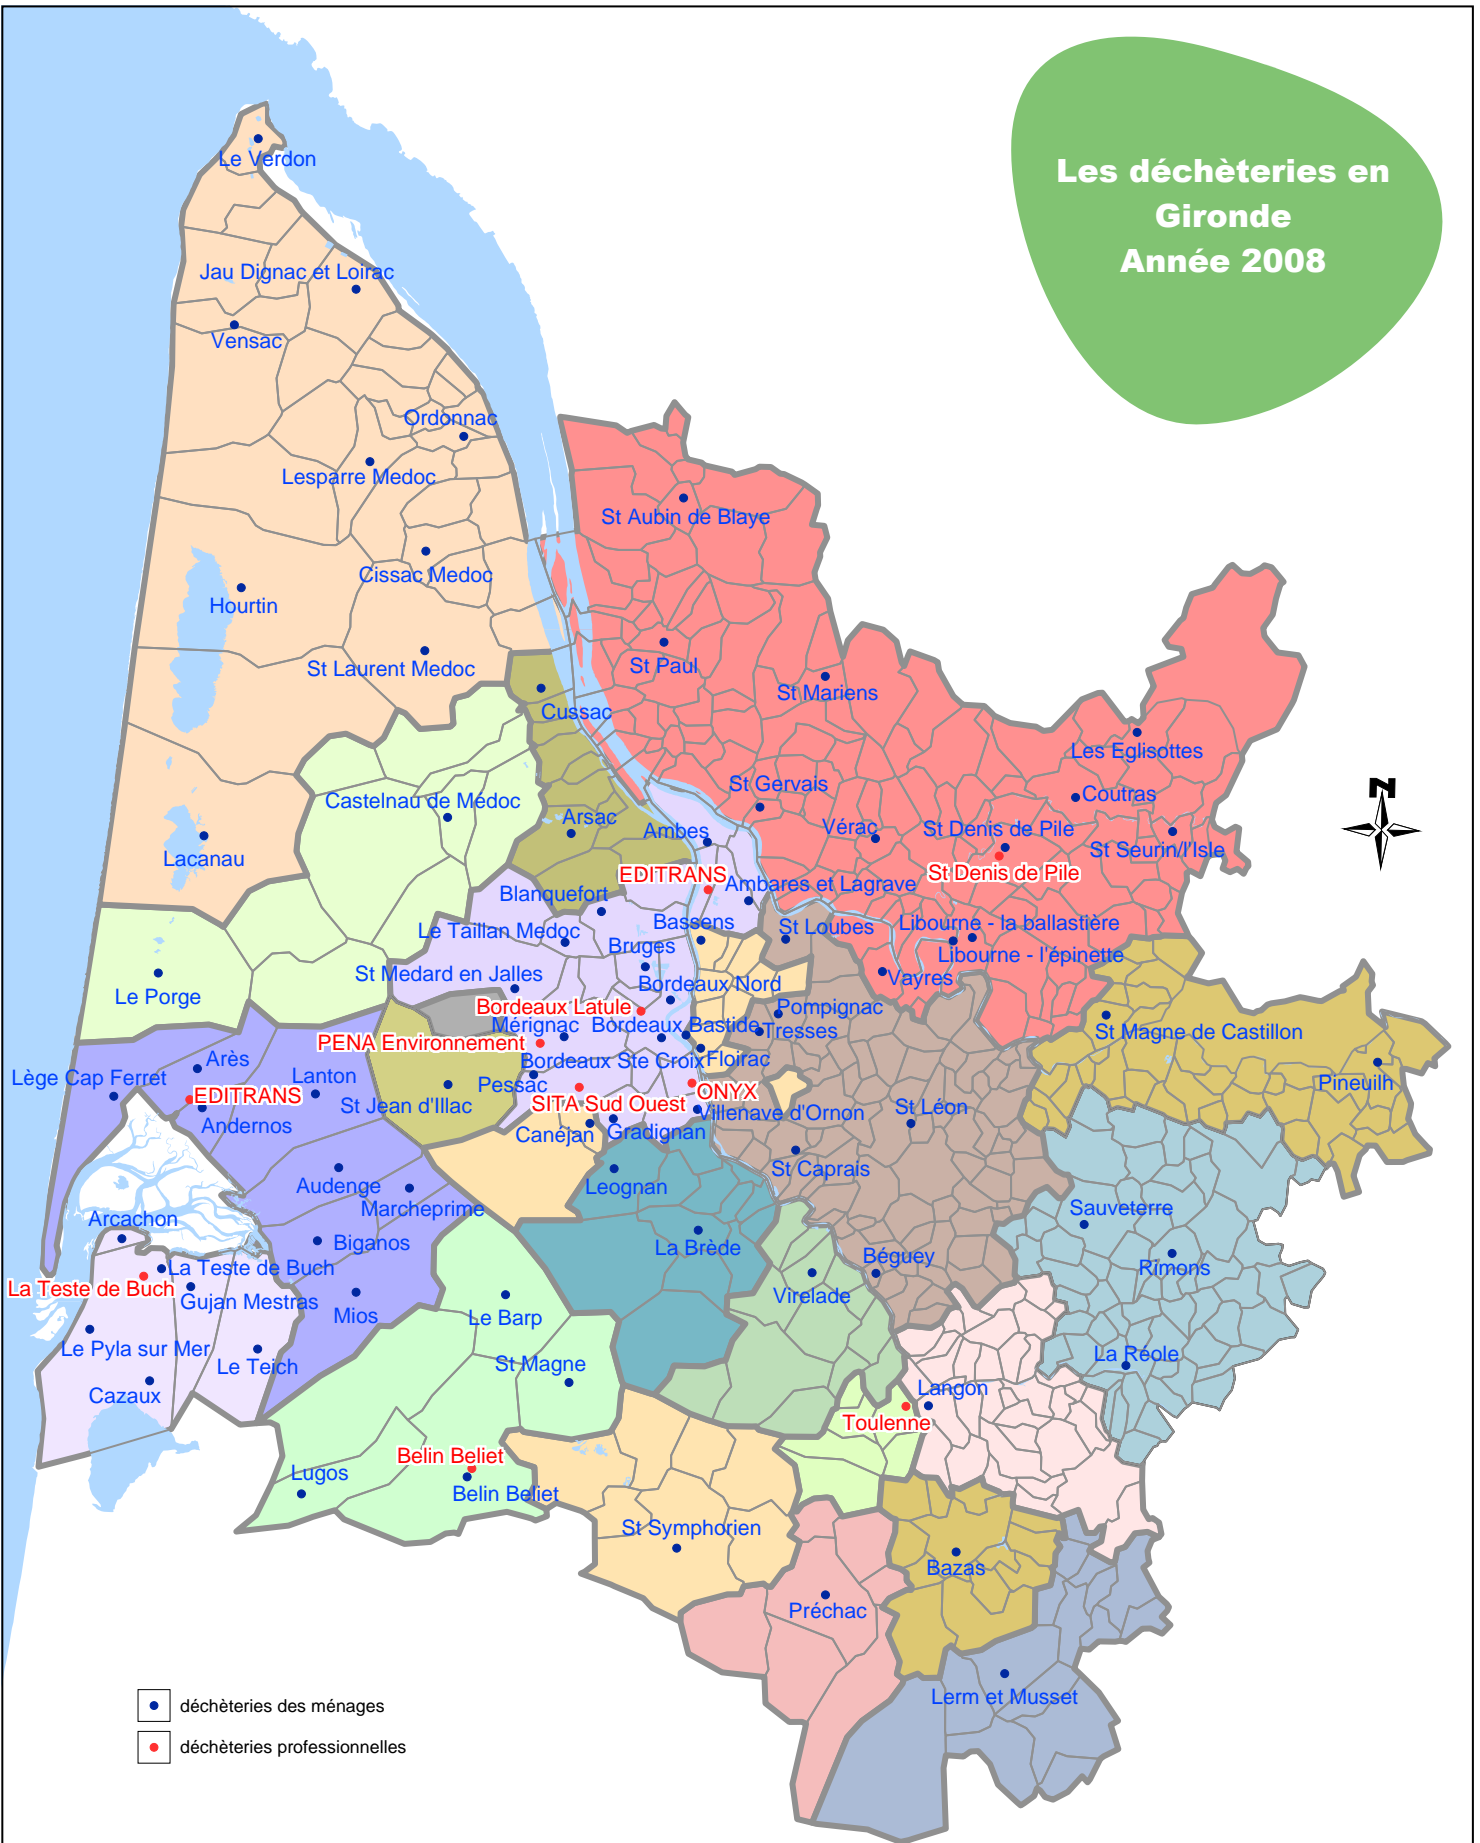 Les déchèteries en
Gironde
Année 2008
Le Verdon
Jau Dignac et Loirac
Vensac
Ordonnac
Lesparre Medoc
St Aubin de Blaye
Cissac Medoc
Hourtin
St Laurent Medoc
St Paul
St Mariens
Cussac
Les Eglisottes
N
St Gervais
Coutras
Castelnau de Médoc
Arsac
Ambes
Vérac
St Denis de Pile
St Seurin/l'Isle
Lacanau
EDITRANS
St Denis de Pile
Ambares et Lagrave
Blanquefort
Bassens
St Loubes
Libourne - la ballastière
Le Taillan Medoc
Bruges
Libourne - l'épinette
St Medard en Jalles
Bordeaux Nord
Vayres
Le Porge
Bordeaux Latule
Pompignac
Mérignac
Bordeaux Bastide
Tresses
St Magne de Castillon
PENA Environnement
Arès
Bordeaux Ste Croix
Floirac
Lège Cap Ferret
Lanton
Pessac
Pineuilh
EDITRANS
St Jean d'Illac
SITA Sud Ouest
ONYX
Villenave d'Ornon
St Léon
Andernos
Canéjan
Gradignan
St Caprais
Audenge
Leognan
Marcheprime
Sauveterre
Arcachon
Biganos
La Brède
Béguey
Rimons
La Teste de Buch
La Teste de Buch
Gujan Mestras
Mios
Le Barp
Virelade
Le Pyla sur Mer
Le Teich
St Magne
La Réole
Cazaux
Langon
Toulenne
Belin Beliet
Lugos
Belin Beliet
St Symphorien
Bazas
Préchac
Lerm et Musset
déchèteries des ménages
déchèteries professionnelles